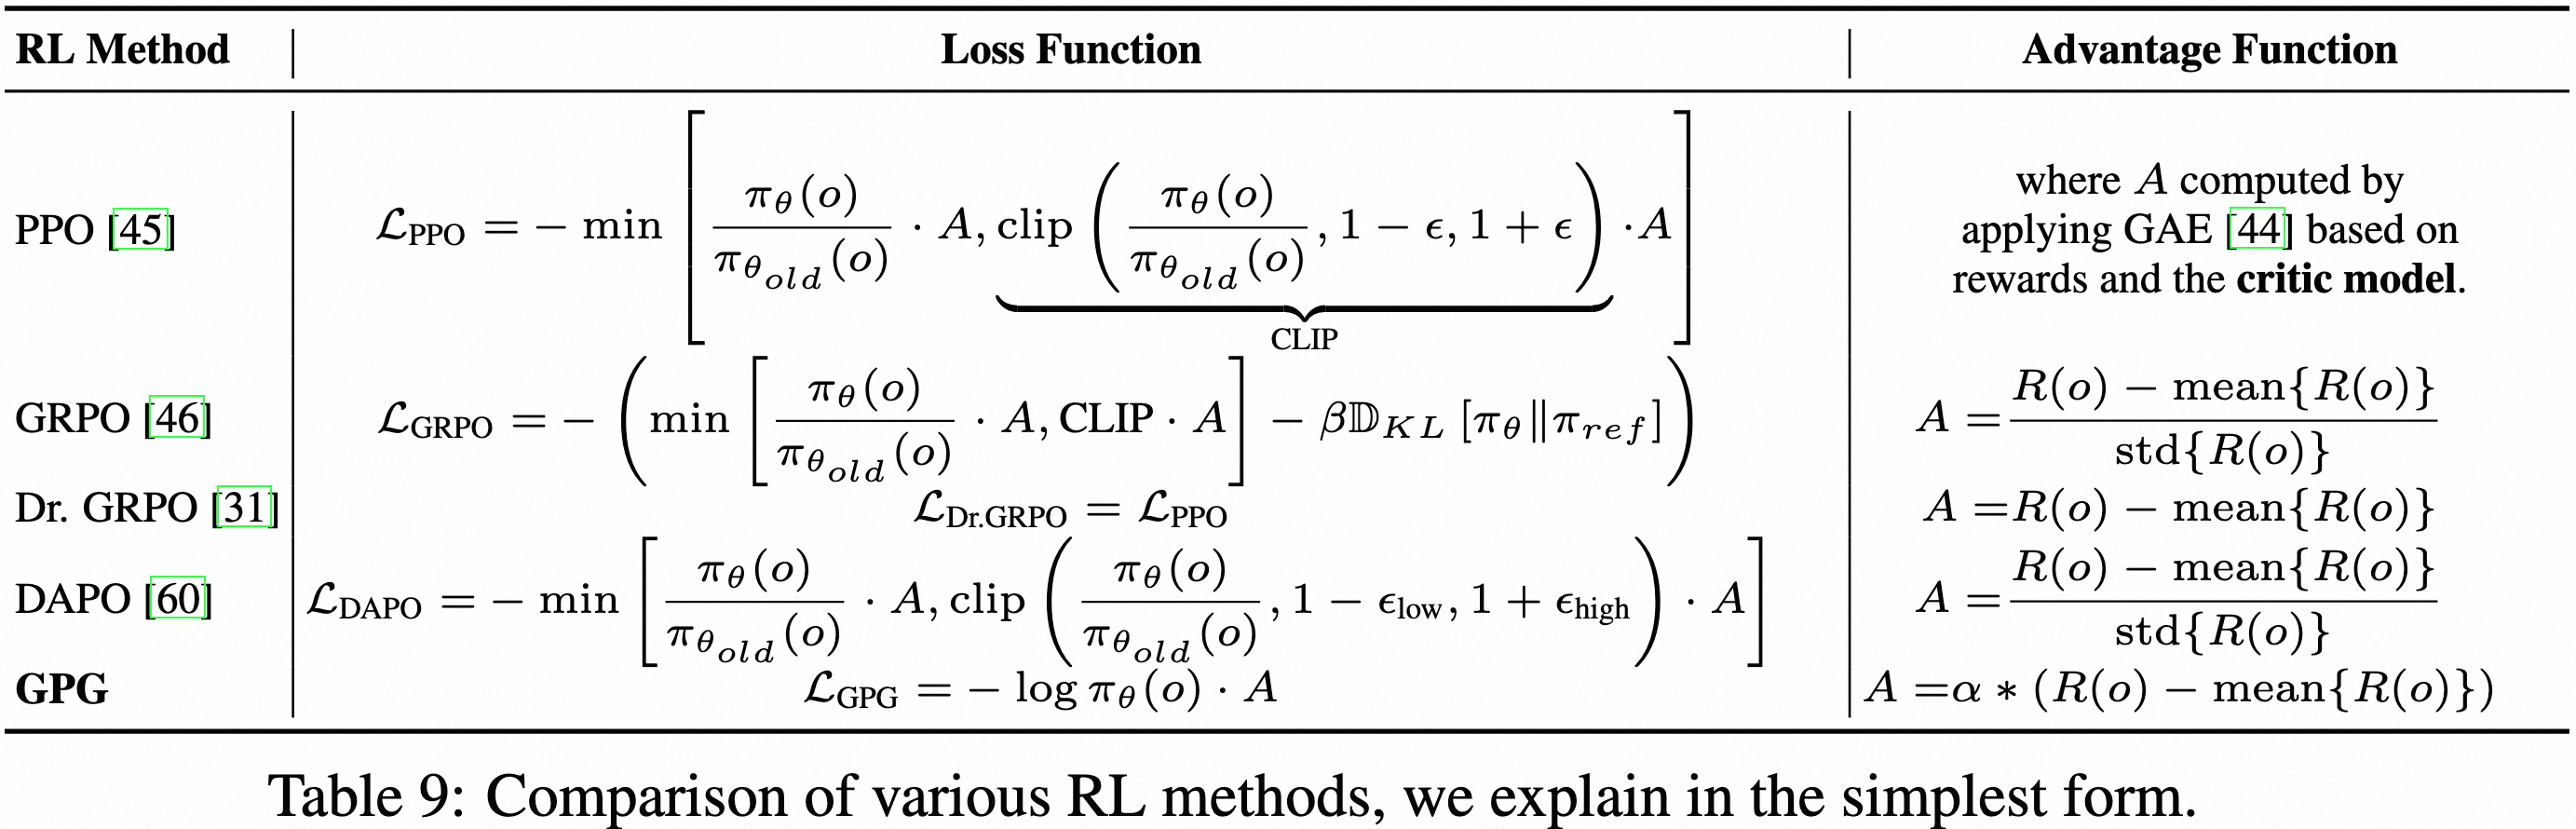 RL Method | Loss Function | Advantage Function
PPO [45] | $\mathcal{L}_{\text{PPO}} = -\min\left[\frac{\pi_\theta(o)}{\pi_{\theta_{old}}(o)} \cdot A, \underbrace{\text{clip}\left(\frac{\pi_\theta(o)}{\pi_{\theta_{old}}(o)}, 1-\epsilon, 1+\epsilon\right)}_{\text{CLIP}} \cdot A\right]$ | where $A$ computed by
applying GAE [44] based on
rewards and the critic model.
GRPO [46] | $\mathcal{L}_{\text{GRPO}} = -\left(\min\left[\frac{\pi_\theta(o)}{\pi_{\theta_{old}}(o)} \cdot A, \text{CLIP} \cdot A\right] - \beta\mathbb{D}_{KL}\left[\pi_\theta \| \pi_{ref}\right]\right)$ | $A = \frac{R(o) - \text{mean}\{R(o)\}}{\text{std}\{R(o)\}}$
Dr. GRPO [31] | $\mathcal{L}_{\text{Dr.GRPO}} = \mathcal{L}_{\text{PPO}}$ | $A = R(o) - \text{mean}\{R(o)\}$
DAPO [60] | $\mathcal{L}_{\text{DAPO}} = -\min\left[\frac{\pi_\theta(o)}{\pi_{\theta_{old}}(o)} \cdot A, \text{clip}\left(\frac{\pi_\theta(o)}{\pi_{\theta_{old}}(o)}, 1-\epsilon_{\text{low}}, 1+\epsilon_{\text{high}}\right) \cdot A\right]$ | $A = \frac{R(o) - \text{mean}\{R(o)\}}{\text{std}\{R(o)\}}$
GPG | $\mathcal{L}_{\text{GPG}} = -\log \pi_\theta(o) \cdot A$ | $A = \alpha * (R(o) - \text{mean}\{R(o)\})$
Table 9: Comparison of various RL methods, we explain in the simplest form.